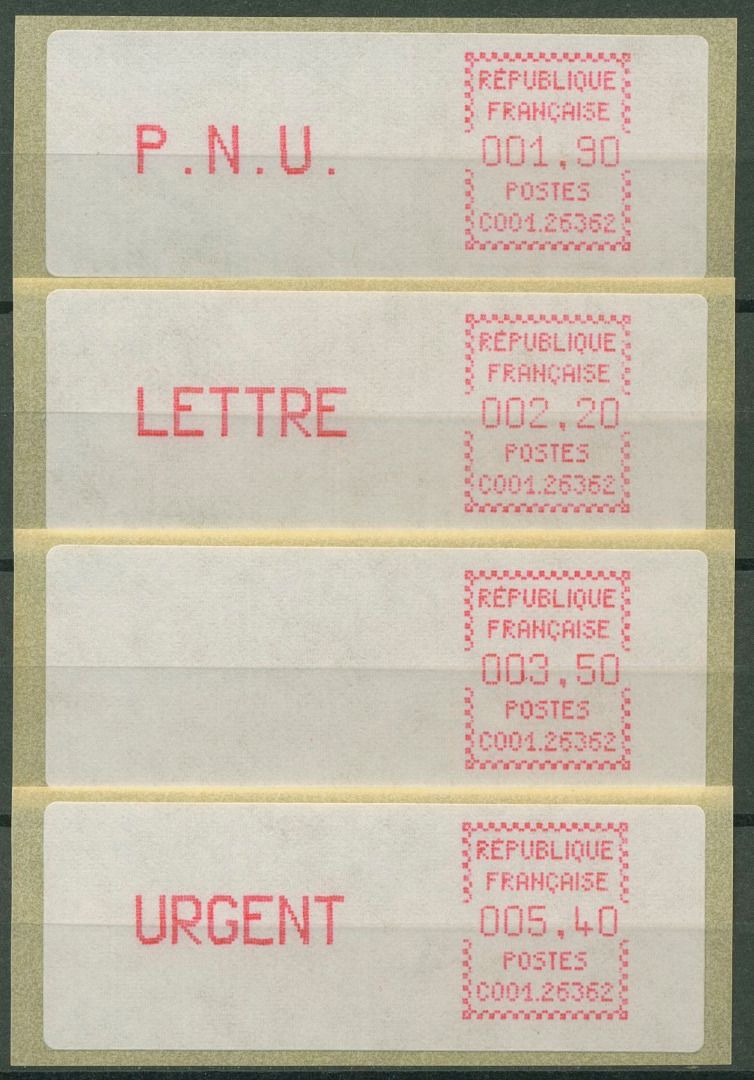 P.N.U.
RÉPUBLIQUE
FRANÇAISE
001,90
POSTES
C001.26362
LETTRE
RÉPUBLIQUE
FRANÇAISE
002,20
POSTES
C001.26362
RÉPUBLIQUE
FRANÇAISE
003,50
POSTES
C001.26362
URGENT
RÉPUBLIQUE
FRANÇAISE
005,40
POSTES
C001.26362